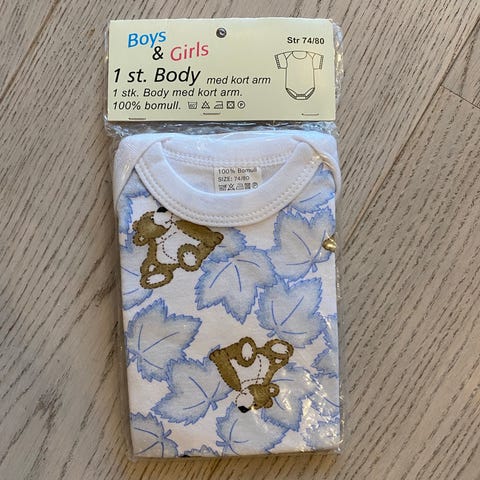 Boys
& Girls
Str 74/80
1 st. Body med kort arm
1 stk. Body med kort arm.
100% bomull.
100% Bomull
SIZE: 74/80